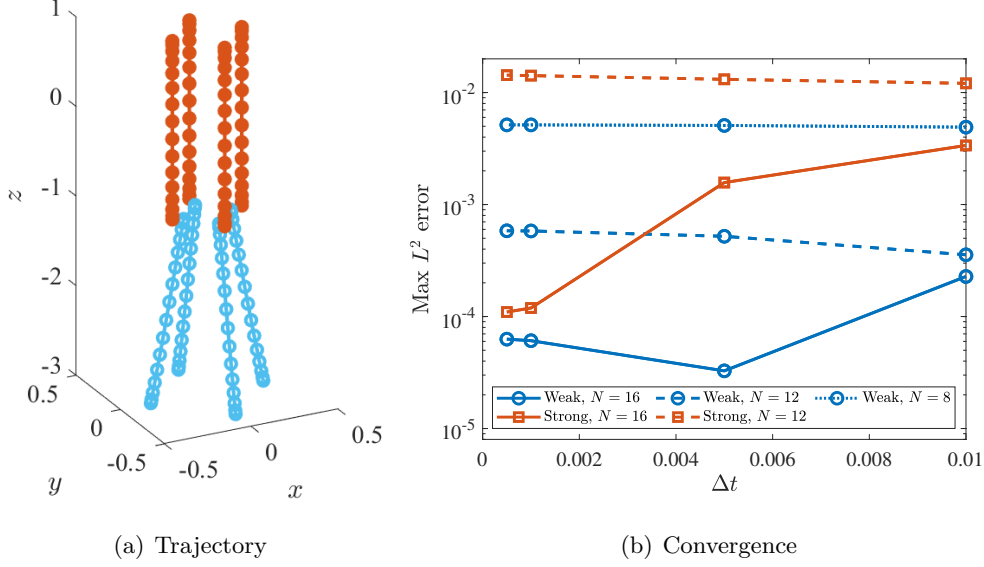 1
0
-1
-2
-3
z
0.5
0
-0.5
y
-0.5
0
0.5
x
(a) Trajectory
10⁻²
10⁻³
10⁻⁴
10⁻⁵
Max L² error
Weak, N = 16
Weak, N = 12
Weak, N = 8
Strong, N = 16
Strong, N = 12
0
0.002
0.004
0.006
0.008
0.01
Δt
(b) Convergence